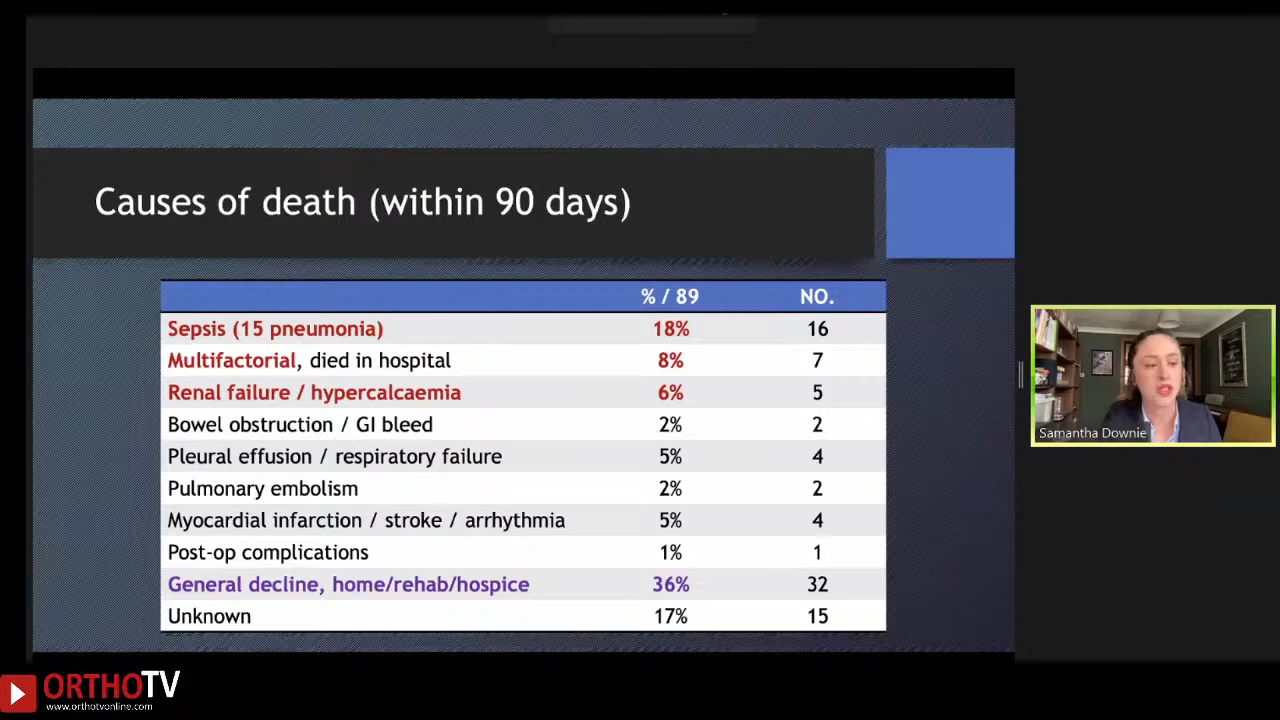 Causes of death (within 90 days)
% / 89 NO.
Sepsis (15 pneumonia) 18% 16
Multifactorial, died in hospital 8% 7
Renal failure / hypercalcaemia 6% 5
Bowel obstruction / GI bleed 2% 2
Pleural effusion / respiratory failure 5% 4
Pulmonary embolism 2% 2
Myocardial infarction / stroke / arrhythmia 5% 4
Post-op complications 1% 1
General decline, home/rehab/hospice 36% 32
Unknown 17% 15
Samantha Downie
ORTHOTV
www.orthotvonline.com